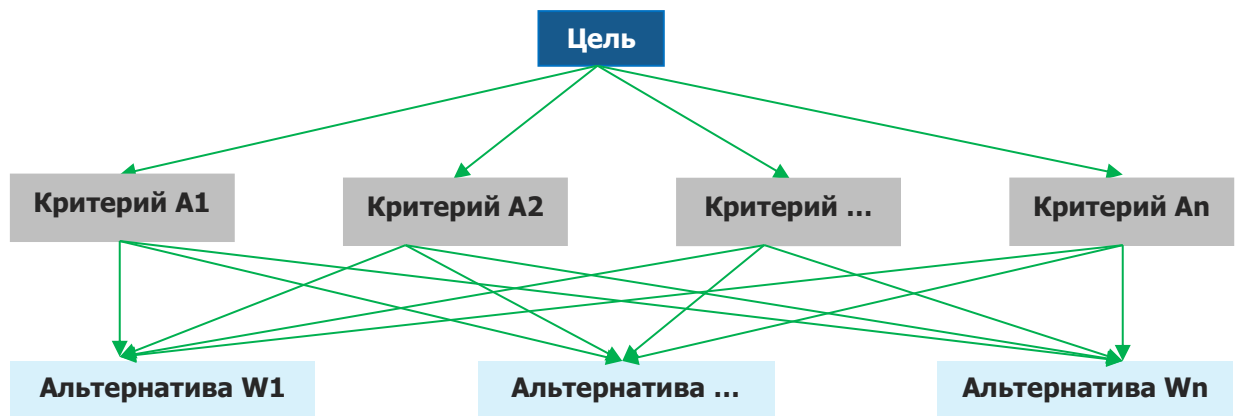 Цель
Критерий А1
Критерий А2
Критерий ...
Критерий Аn
Альтернатива W1
Альтернатива ...
Альтернатива Wn